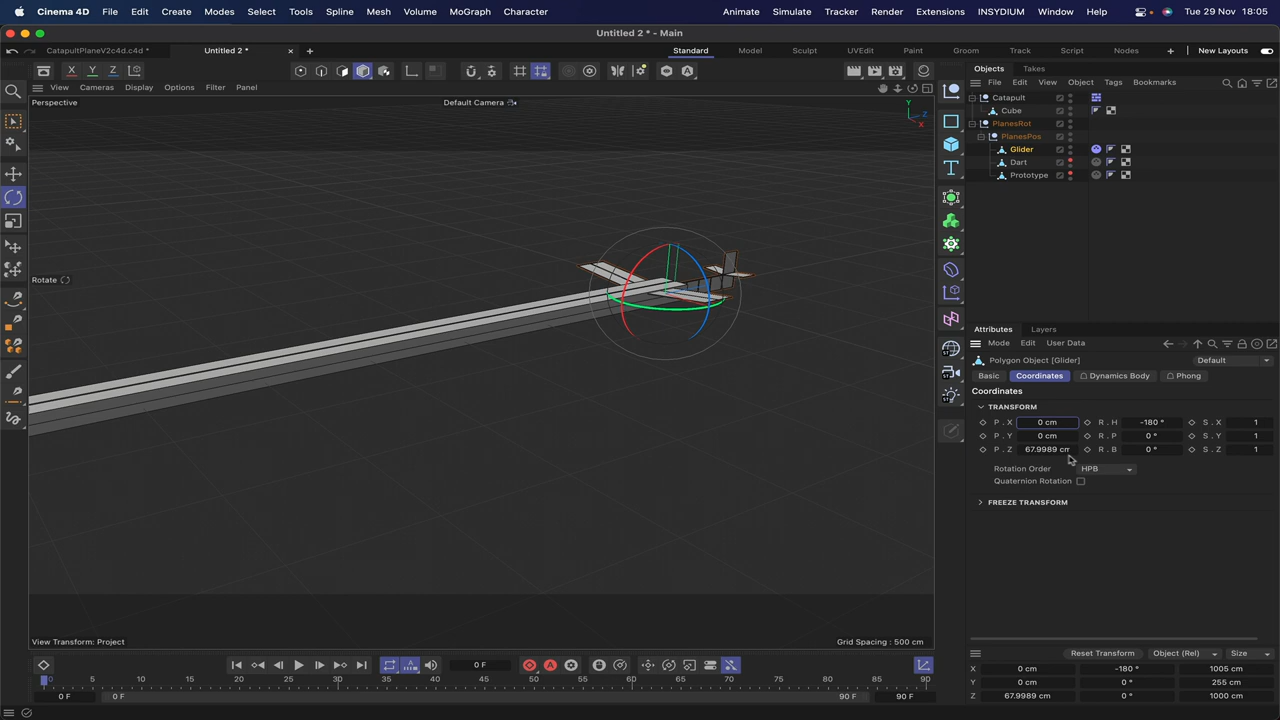 Cinema 4D File Edit Create Modes Select Tools Spline Mesh Volume MoGraph Character Animate Simulate Tracker Render Extensions INSYDIUM Window Help Tue 29 Nov 18:05
Untitled 2 * - Main
CatapultPlaneV2c4d.c4d * Untitled 2 * Standard Model Sculpt UVEdit Paint Groom Track Script Nodes New Layouts
X Y Z Objects Takes
View Cameras Display Options Filter Panel File Edit View Object Tags Bookmarks
Perspective Default Camera Catapult
Y Z X Cube
PlanesRot
PlanesPos
Glider
Dart
Prototype
Rotate
Attributes Layers
Mode Edit User Data
Polygon Object [Glider] Default
Basic Coordinates Dynamics Body Phong
Coordinates
TRANSFORM
P . X 0 cm R . H -180 ° S . X 1
P . Y 0 cm R . P 0 ° S . Y 1
P . Z 67.9989 cm R . B 0 ° S . Z 1
Rotation Order HPB
Quaternion Rotation
FREEZE TRANSFORM
View Transform: Project Grid Spacing : 500 cm
Reset Transform Object (Rel) Size
0 F
X 0 cm -180 ° 1005 cm
0 5 10 15 20 25 30 35 40 45 50 55 60 65 70 75 80 85 90
Y 0 cm 0 ° 255 cm
0 F 0 F 90 F 90 F
Z 67.9989 cm 0 ° 1000 cm